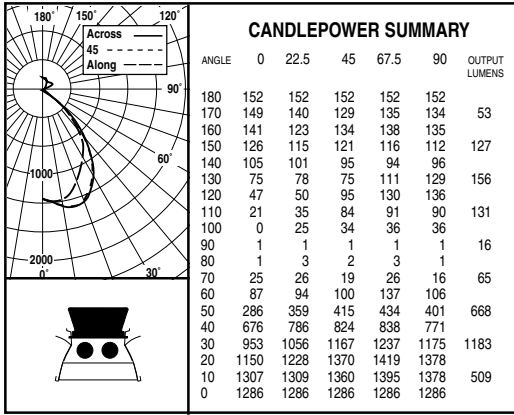 180˚ 150˚ 120˚
Across
45
Along
90˚
60˚
1000
2000
0˚ 30˚
CANDLEPOWER SUMMARY
ANGLE 0 22.5 45 67.5 90 OUTPUT LUMENS
180 152 152 152 152 152
170 149 140 129 135 134 53
160 141 123 134 138 135
150 126 115 121 116 112 127
140 105 101 95 94 96
130 75 78 75 111 129 156
120 47 50 95 130 136
110 21 35 84 91 90 131
100 0 25 34 36 36
90 1 1 1 1 1 16
80 1 3 2 3 1
70 25 26 19 26 16 65
60 87 94 100 137 106
50 286 359 415 434 401 668
40 676 786 824 838 771
30 953 1056 1167 1237 1175 1183
20 1150 1228 1370 1419 1378
10 1307 1309 1360 1395 1378 509
0 1286 1286 1286 1286 1286